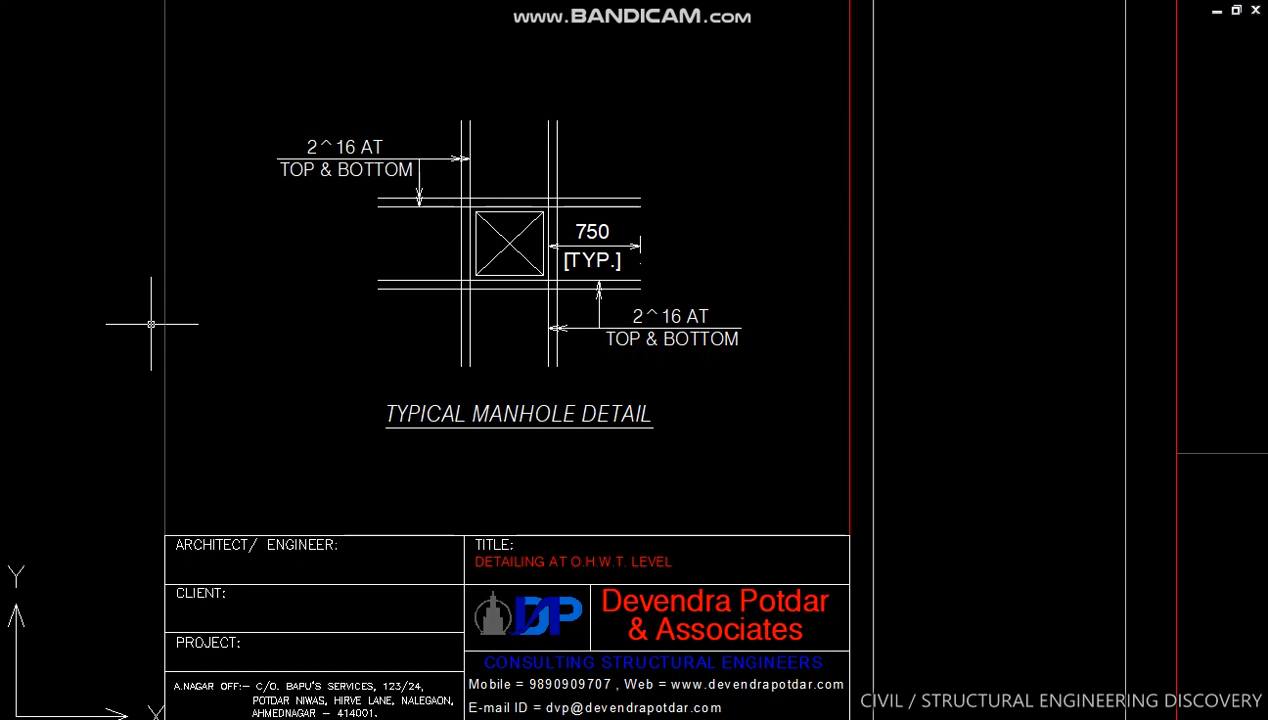 www.BANDICAM.com
2^16 AT
TOP & BOTTOM
750
[TYP.]
2^16 AT
TOP & BOTTOM
TYPICAL MANHOLE DETAIL
ARCHITECT/ ENGINEER:
TITLE:
DETAILING AT O.H.W.T. LEVEL
CLIENT:
DP
Devendra Potdar
& Associates
PROJECT:
CONSULTING STRUCTURAL ENGINEERS
A.NAGAR OFF:- C/O. BAPU'S SERVICES, 123/24,
POTDAR NIWAS, HIRVE LANE, NALEGAON,
AHMEDNAGAR - 414001.
Mobile = 9890909707 , Web = www.devendrapotdar.com
E-mail ID = dvp@devendrapotdar.com
CIVIL / STRUCTURAL ENGINEERING DISCOVERY
Y
X